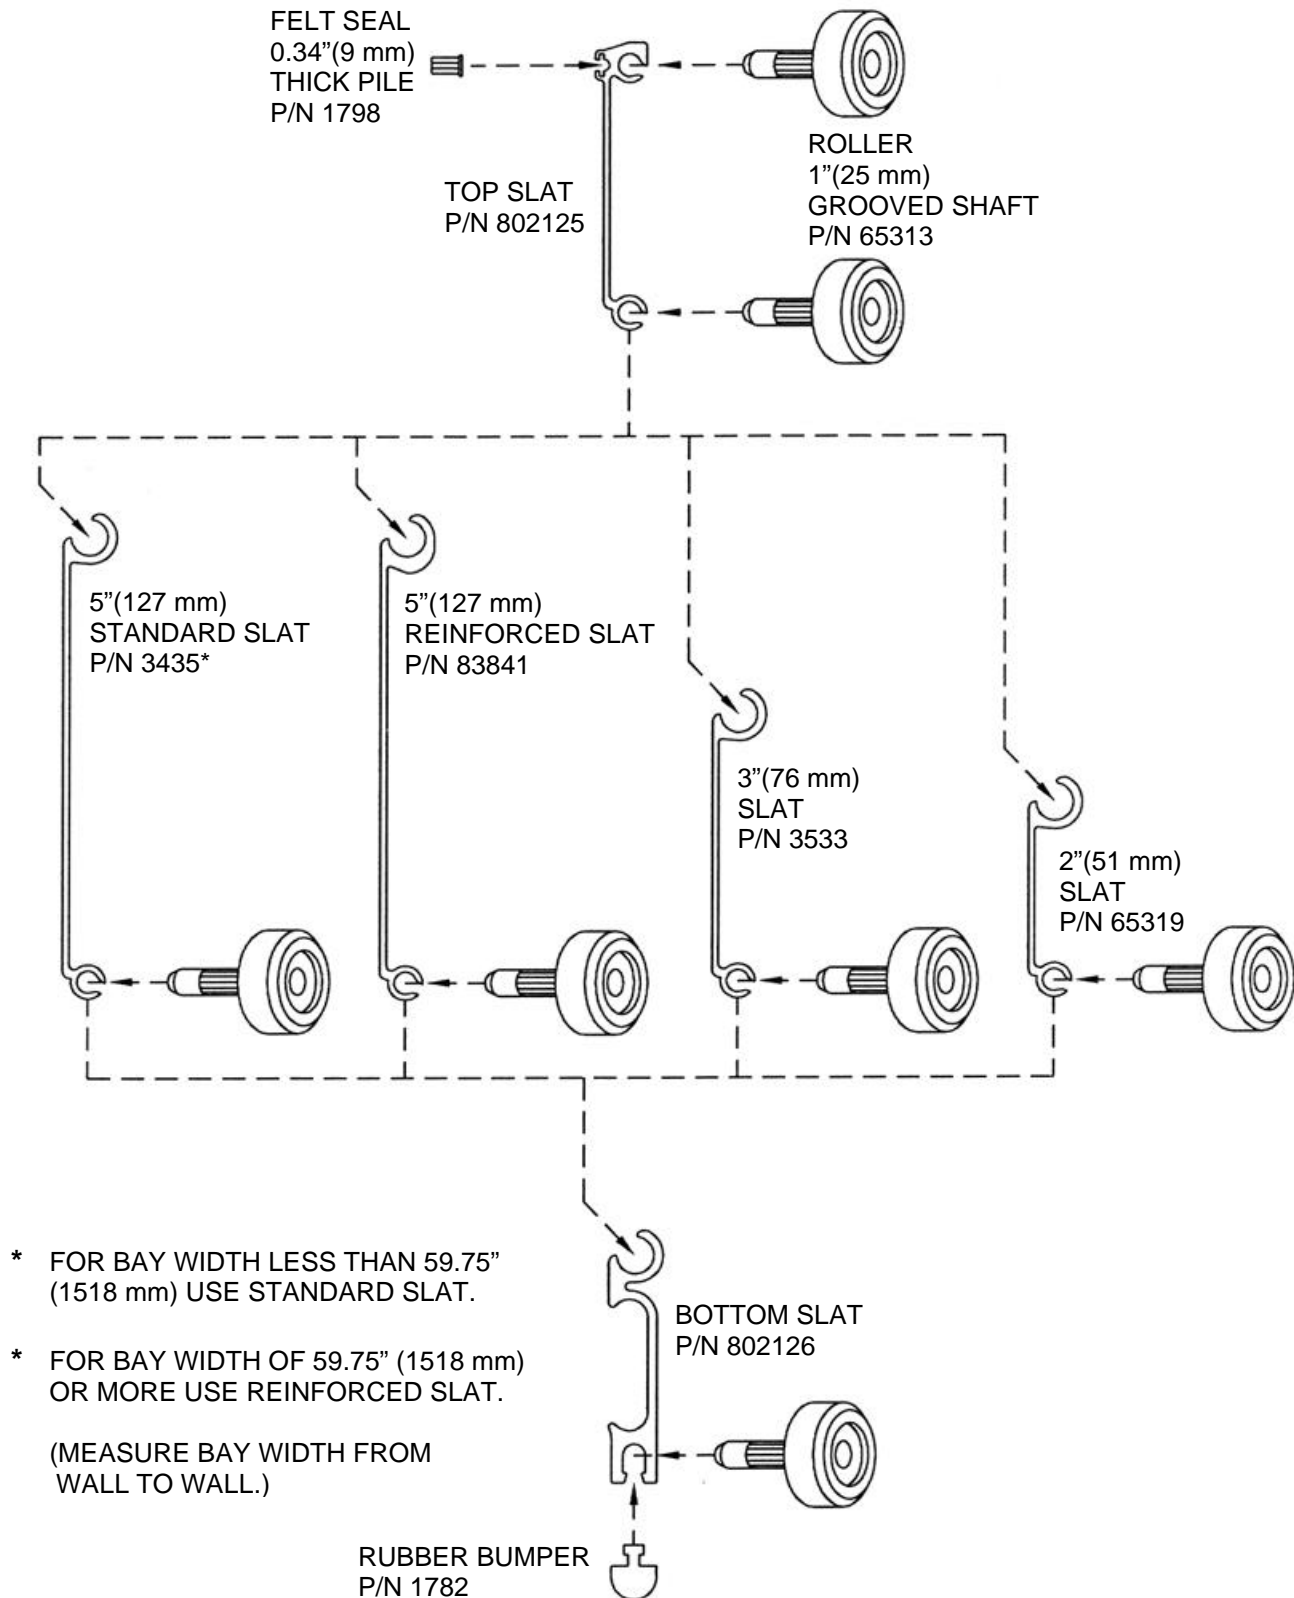 FELT SEAL
0.34”(9 mm)
THICK PILE
P/N 1798
ROLLER
1”(25 mm)
GROOVED SHAFT
P/N 65313
TOP SLAT
P/N 802125
5”(127 mm)
STANDARD SLAT
P/N 3435*
5”(127 mm)
REINFORCED SLAT
P/N 83841
3”(76 mm)
SLAT
P/N 3533
2”(51 mm)
SLAT
P/N 65319
* FOR BAY WIDTH LESS THAN 59.75”
(1518 mm) USE STANDARD SLAT.
* FOR BAY WIDTH OF 59.75” (1518 mm)
OR MORE USE REINFORCED SLAT.
(MEASURE BAY WIDTH FROM
WALL TO WALL.)
BOTTOM SLAT
P/N 802126
RUBBER BUMPER
P/N 1782